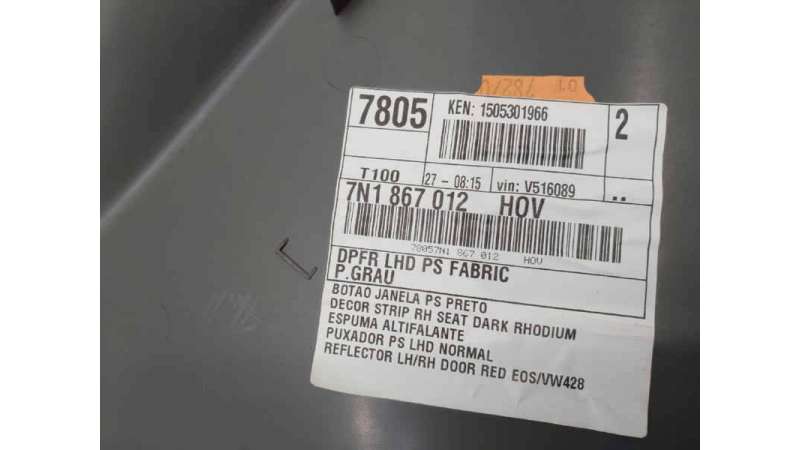 7805
KEN: 1505301966
2
T100
27 - 08:15
vin: V516089
..
7N1 867 012 HOV
78057N1 867 012 HOV
DPFR LHD PS FABRIC
P.GRAU
BOTAO JANELA PS PRETO
DECOR STRIP RH SEAT DARK RHODIUM
ESPUMA ALTIFALANTE
PUXADOR PS LHD NORMAL
REFLECTOR LH/RH DOOR RED EOS/VW428